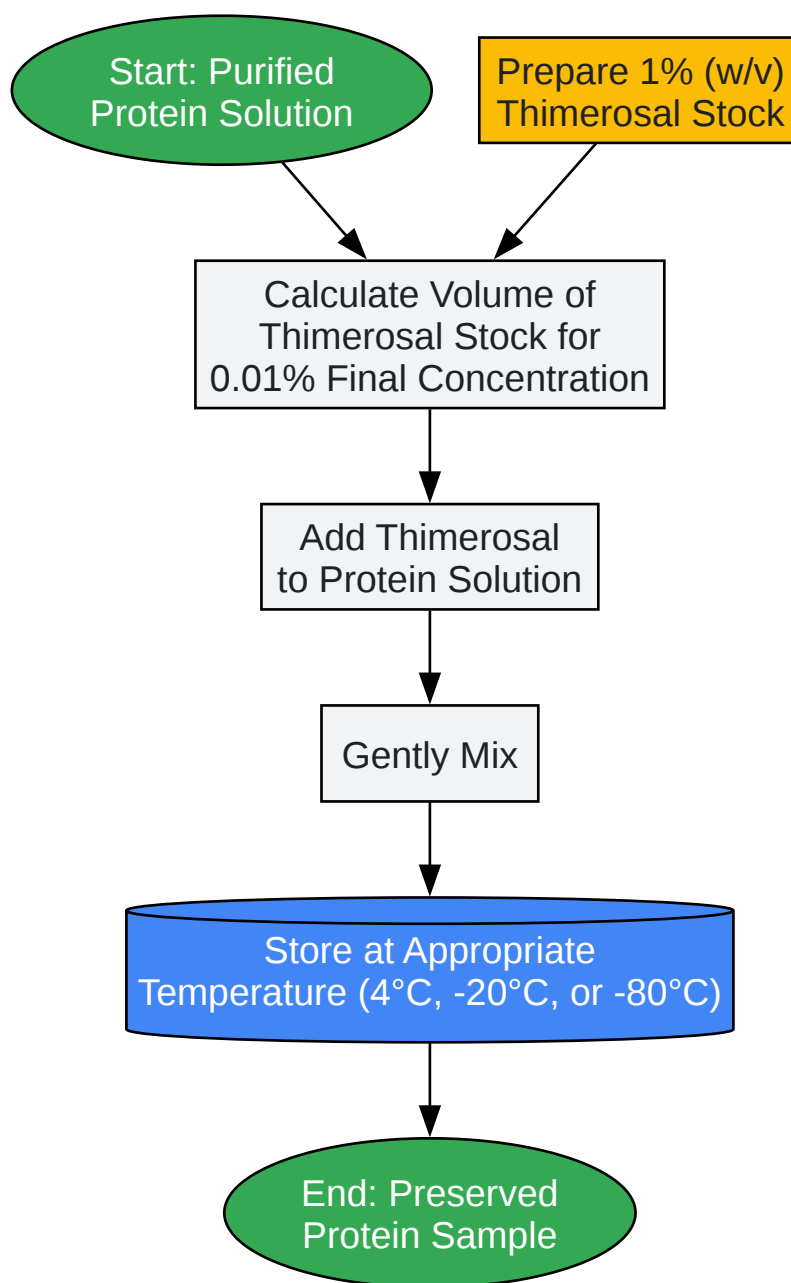 Start: Purified
Protein Solution
Prepare 1% (w/v)
Thimerosal Stock
Calculate Volume of
Thimerosal Stock for
0.01% Final Concentration
Add Thimerosal
to Protein Solution
Gently Mix
Store at Appropriate
Temperature (4°C, -20°C, or -80°C)
End: Preserved
Protein Sample